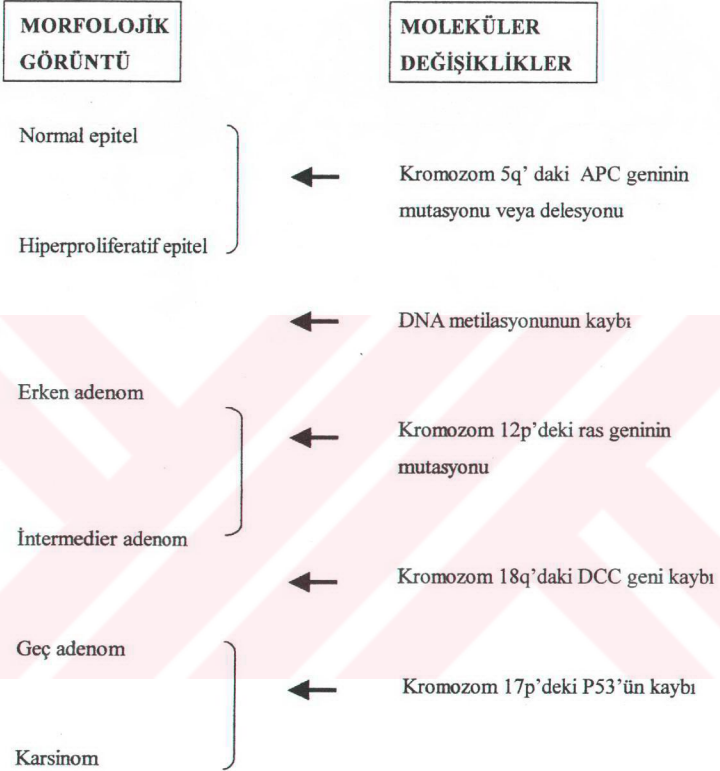 MORFOLOJİK
GÖRÜNTÜ
MOLEKÜLER
DEĞİŞİKLİKLER
Normal epitel
Kromozom 5q' daki APC geninin
mutasyonu veya delesyonu
Hiperproliferatif epitel
DNA metilasyonunun kaybı
Erken adenom
Kromozom 12p'deki ras geninin
mutasyonu
İntermedier adenom
Kromozom 18q'daki DCC geni kaybı
Geç adenom
Kromozom 17p'deki P53'ün kaybı
Karsinom